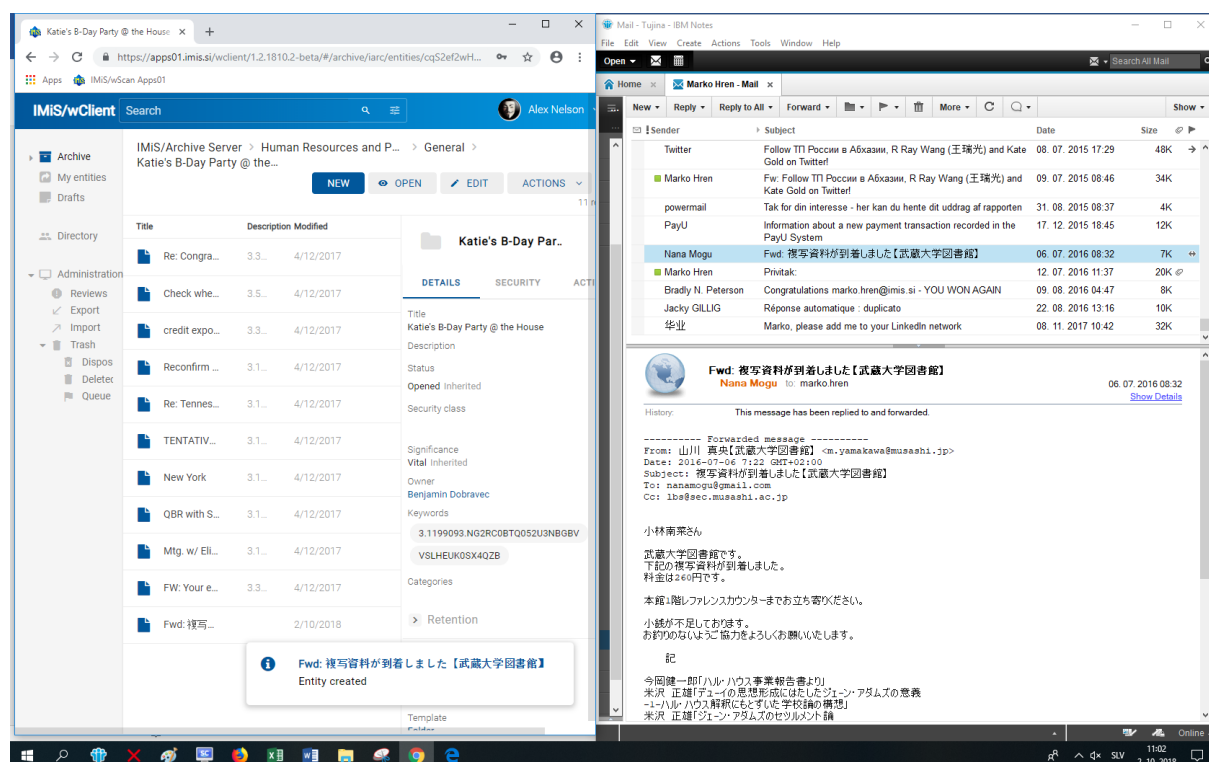 Katie's B-Day Party @ the House
https://apps01.imis.si/wclient/1.2.1810.2-beta/#/archive/iarc/entities/cqS2ef2wH...
Apps IMiS/wScan Apps01
IMiS/wClient Search Alex Nelson
Archive
My entities
Drafts
Directory
Administration
Reviews
Export
Import
Trash
Dispos
Deletec
Queue
IMiS/Archive Server > Human Resources and P... > General >
Katie's B-Day Party @ the...
NEW OPEN EDIT ACTIONS
11 re
Title Description Modified
Re: Congra... 3.3... 4/12/2017
Check whe... 3.5... 4/12/2017
credit expo... 3.3... 4/12/2017
Reconfirm ... 3.1... 4/12/2017
Re: Tennes... 3.1... 4/12/2017
TENTATIV... 3.1... 4/12/2017
New York 3.1... 4/12/2017
QBR with S... 3.1... 4/12/2017
Mtg. w/ Eli... 3.1... 4/12/2017
FW: Your e... 3.3... 4/12/2017
Fwd: 複写... 2/10/2018
Katie's B-Day Par..
DETAILS SECURITY ACTI
Title
Katie's B-Day Party @ the House
Description
Status
Opened Inherited
Security class
Significance
Vital Inherited
Owner
Benjamin Dobravec
Keywords
3.1199093.NG2RC0BTQ052U3NBGBV
VSLHEUK0SX4QZB
Categories
Retention
Fwd: 複写資料が到着しました【武蔵大学図書館】
Entity created
Template
Folder
Mail - Tujina - IBM Notes
File Edit View Create Actions Tools Window Help
Open Search All Mail
Home Marko Hren - Mail
New Reply Reply to All Forward More Show
Sender Subject Date Size
Twitter Follow ТП России в Абхазии, R Ray Wang (王瑞光) and Kate 08. 07. 2015 17:29 48K
Gold on Twitter!
Marko Hren Fw: Follow ТП России в Абхазии, R Ray Wang (王瑞光) and 09. 07. 2015 08:46 34K
Kate Gold on Twitter!
powermail Tak for din interesse - her kan du hente dit uddrag af rapporten 31. 08. 2015 08:37 4K
PayU Information about a new payment transaction recorded in the 17. 12. 2015 18:45 12K
PayU System
Nana Mogu Fwd: 複写資料が到着しました【武蔵大学図書館】 06. 07. 2016 08:32 7K
Marko Hren Privitak: 12. 07. 2016 11:37 20K
Bradly N. Peterson Congratulations marko.hren@imis.si - YOU WON AGAIN 09. 08. 2016 04:47 8K
Jacky GILLIG Réponse automatique : duplicato 22. 08. 2016 13:16 10K
华业 Marko, please add me to your LinkedIn network 08. 11. 2017 10:42 32K
Fwd: 複写資料が到着しました【武蔵大学図書館】
Nana Mogu to: marko.hren 06. 07. 2016 08:32
Show Details
History: This message has been replied to and forwarded.
---------- Forwarded message ----------
From: 山川 真央【武蔵大学図書館】 <m.yamakawa@musashi.jp>
Date: 2016-07-06 7:22 GMT+02:00
Subject: 複写資料が到着しました【武蔵大学図書館】
To: nanamogu@gmail.com
Cc: lbs@sec.musashi.ac.jp
小林南菜さん
武蔵大学図書館です。
下記の複写資料が到着しました。
料金は260円です。
本館1階レファレンスカウンターまでお立ち寄りください。
小銭が不足しております。
お釣りのないようご協力をよろしくお願いいたします。
記
今岡健一郎「ハル・ハウス事業報告書より」
米沢 正雄「デューイの思想形成にはたしたジェーン・アダムズの意義
-1-ハル・ハウス解釈にもとずいた学校論の構想」
米沢 正雄「ジェーン・アダムズのセツルメント論
Online
SLV 11:02
2. 10. 2018